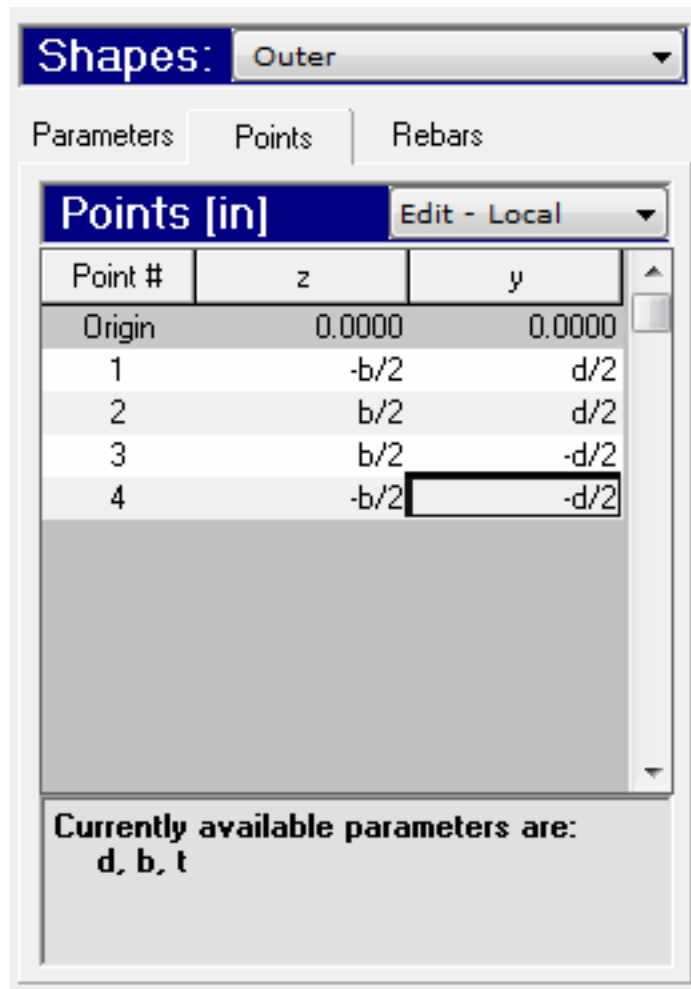 Shapes: Outer
Parameters Points Rebars
Points [in] Edit - Local
Point # z y
Origin 0.0000 0.0000
1 -b/2 d/2
2 b/2 d/2
3 b/2 -d/2
4 -b/2 -d/2
Currently available parameters are:
d, b, t